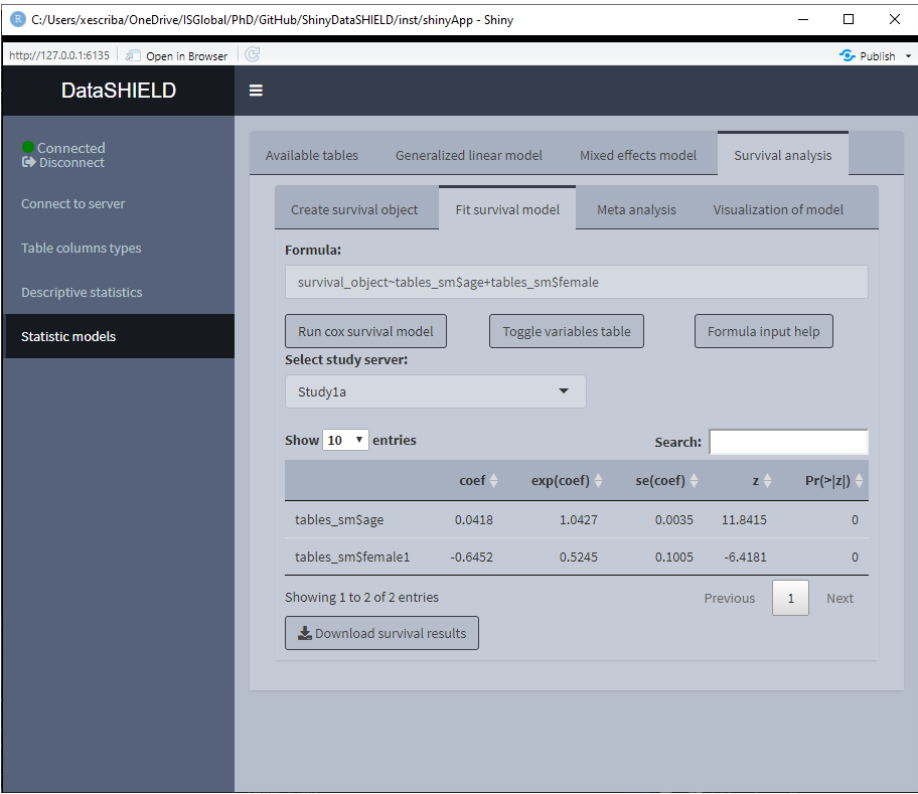 C:/Users/xescriba/OneDrive/ISGlobal/PhD/GitHub/ShinyDataSHIELD/inst/shinyApp - Shiny
http://127.0.0.1:6135 Open in Browser Publish
DataSHIELD
Connected
Disconnect
Connect to server
Table columns types
Descriptive statistics
Statistic models
Available tables Generalized linear model Mixed effects model Survival analysis
Create survival object Fit survival model Meta analysis Visualization of model
Formula:
survival_object~tables_sm$age+tables_sm$female
Run cox survival model Toggle variables table Formula input help
Select study server:
Study1a
Show 10 entries Search:
coef exp(coef) se(coef) z Pr(>|z|)
tables_sm$age 0.0418 1.0427 0.0035 11.8415 0
tables_sm$female1 -0.6452 0.5245 0.1005 -6.4181 0
Showing 1 to 2 of 2 entries Previous 1 Next
Download survival results